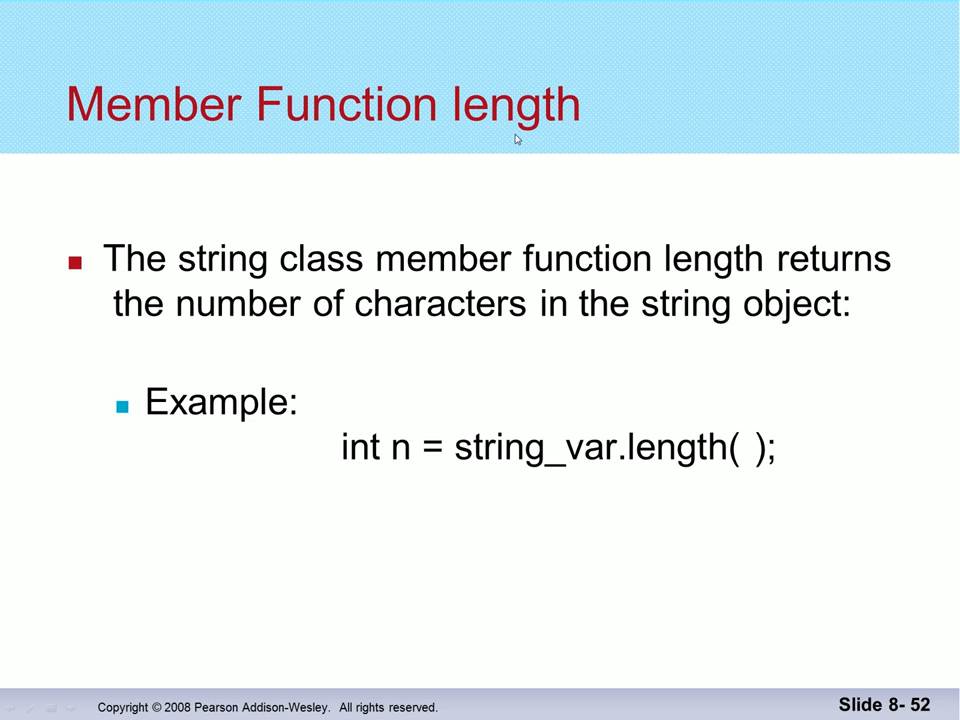 Member Function length
The string class member function length returns
the number of characters in the string object:
Example:
int n = string_var.length( );
Copyright © 2008 Pearson Addison-Wesley. All rights reserved.
Slide 8- 52